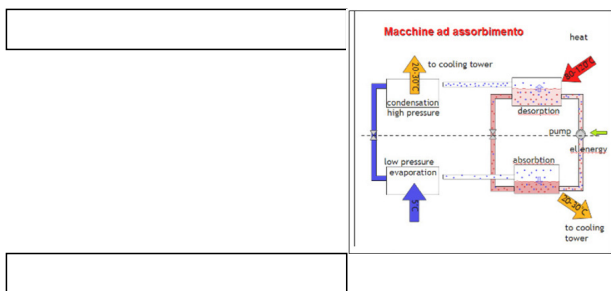 Macchine ad assorbimento
heat
20-30°C
to cooling tower
condensation
high pressure
desorption
pump
el.energy
low pressure
evaporation
absorbtion
5°C
20-30°C
to cooling
tower